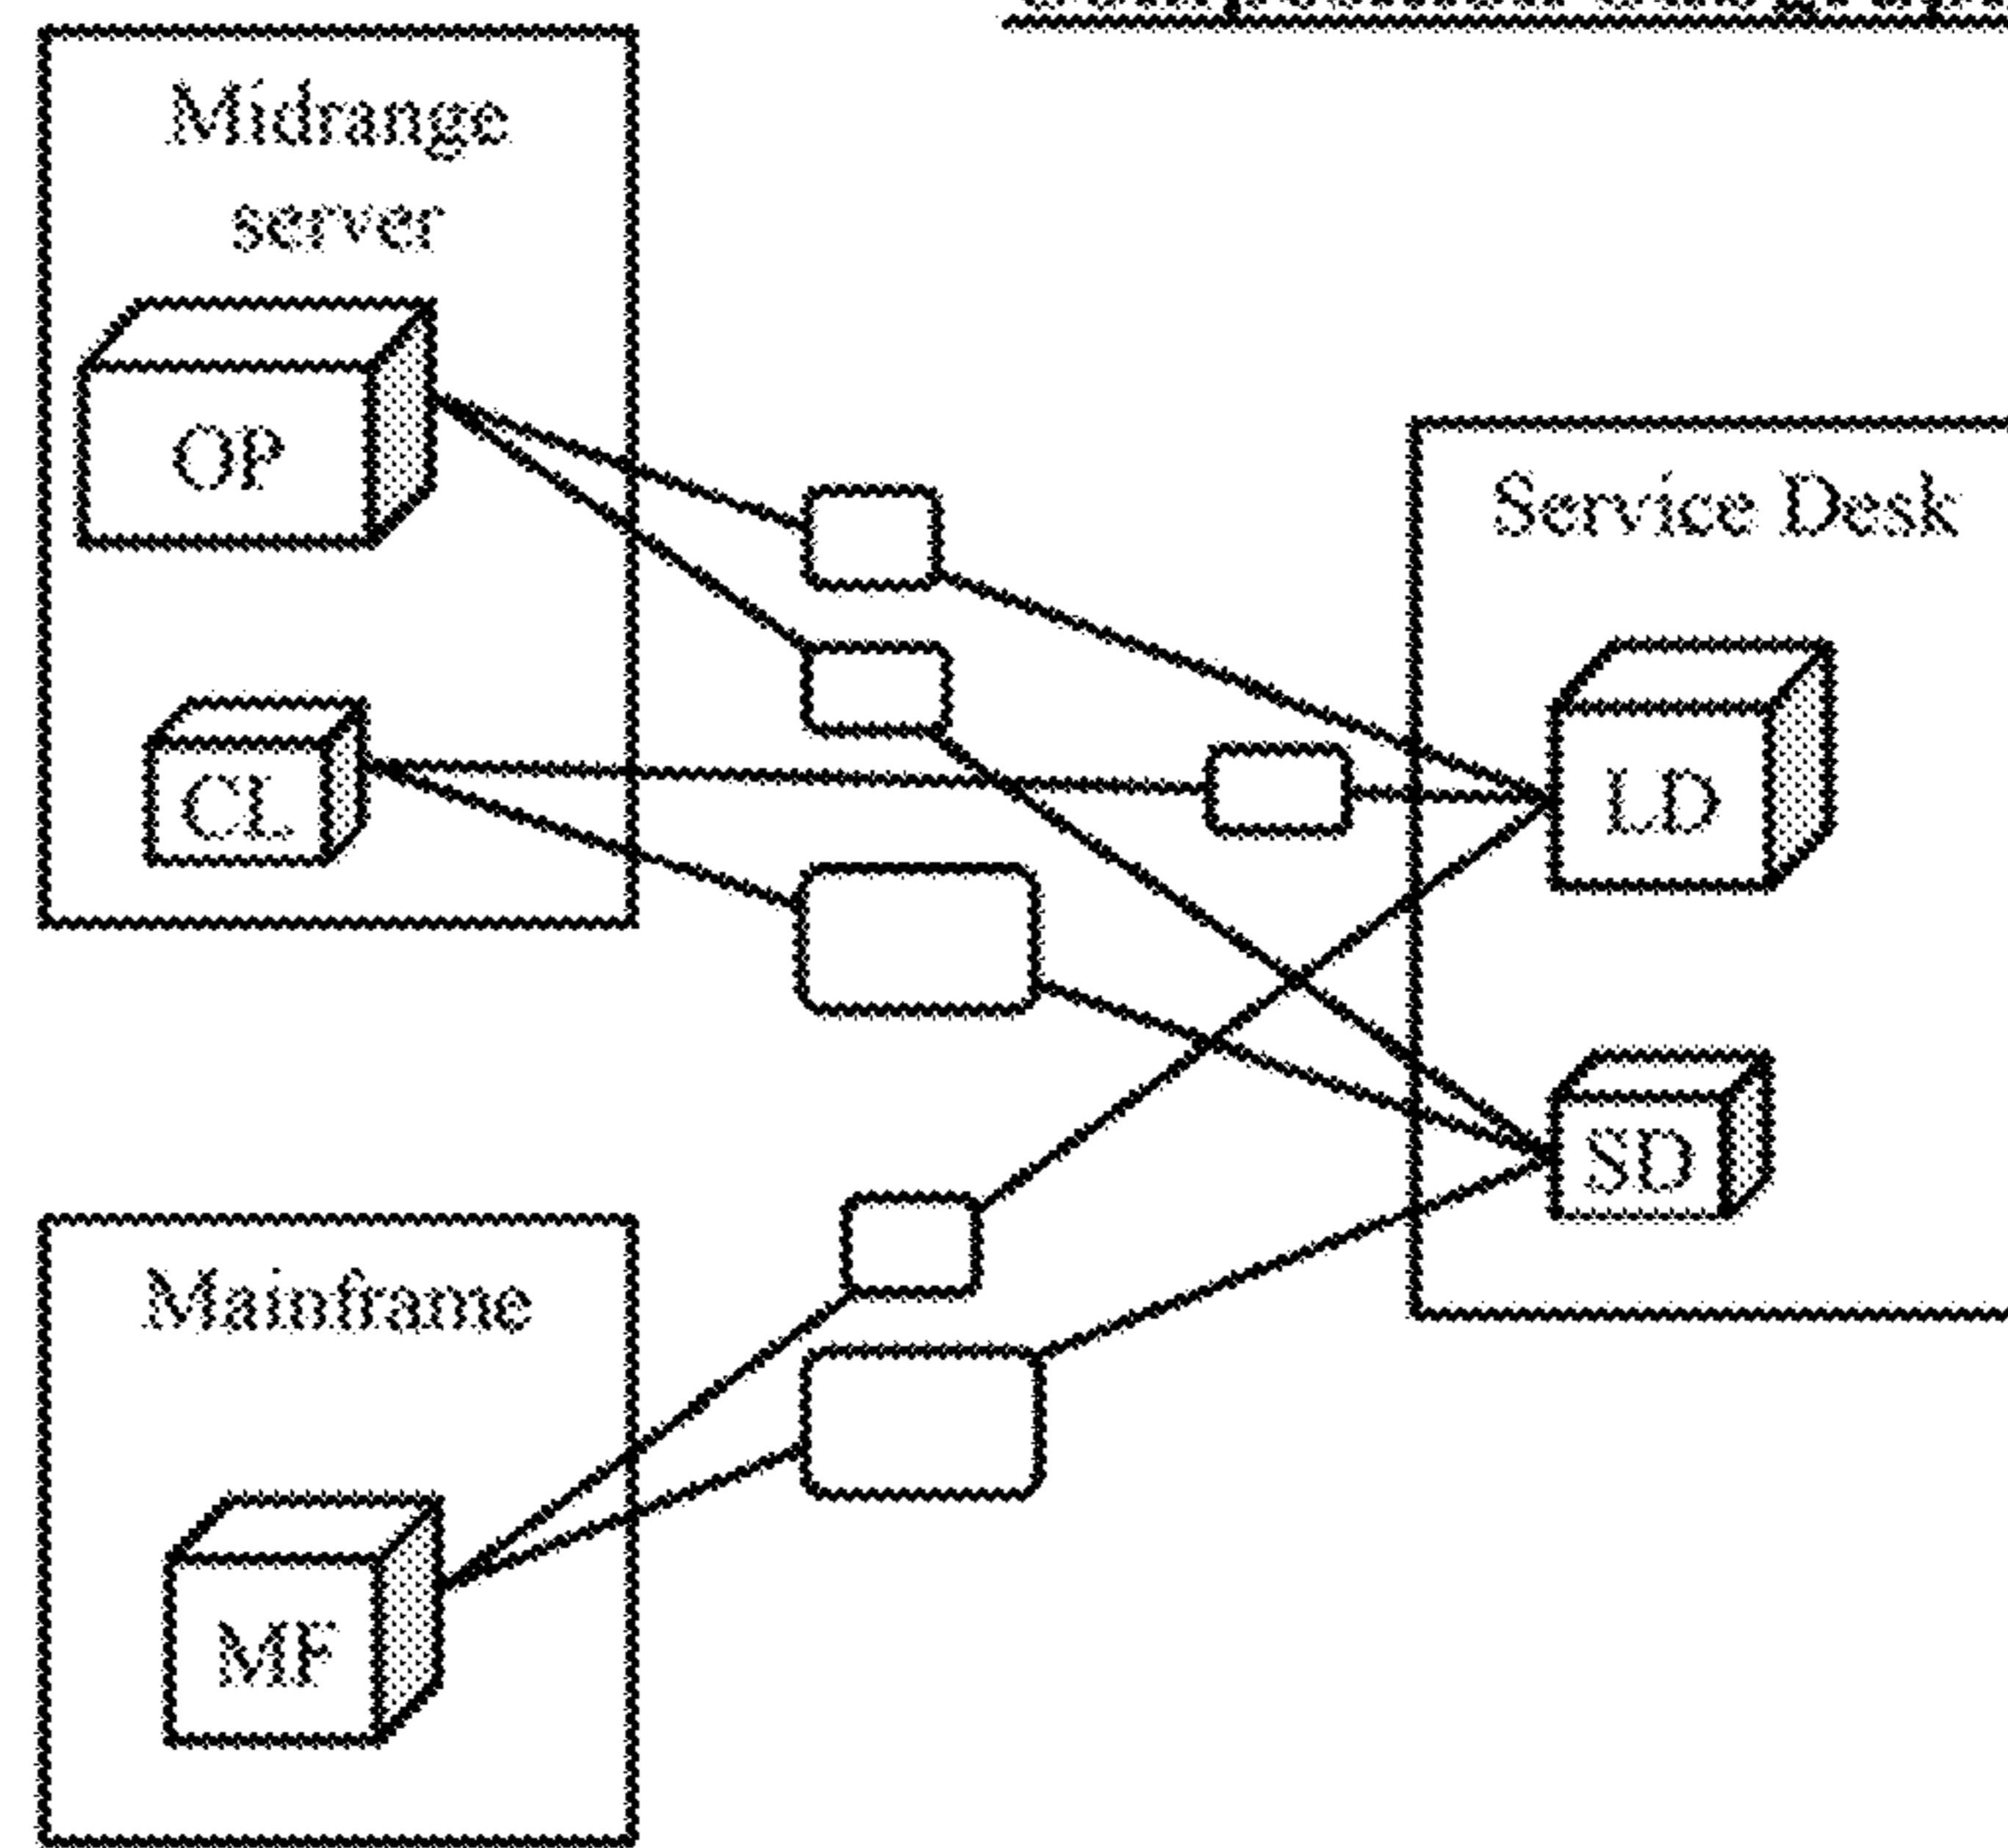 Midrange
server
OP
CL
Service Desk
LD
SD
Mainframe
MF